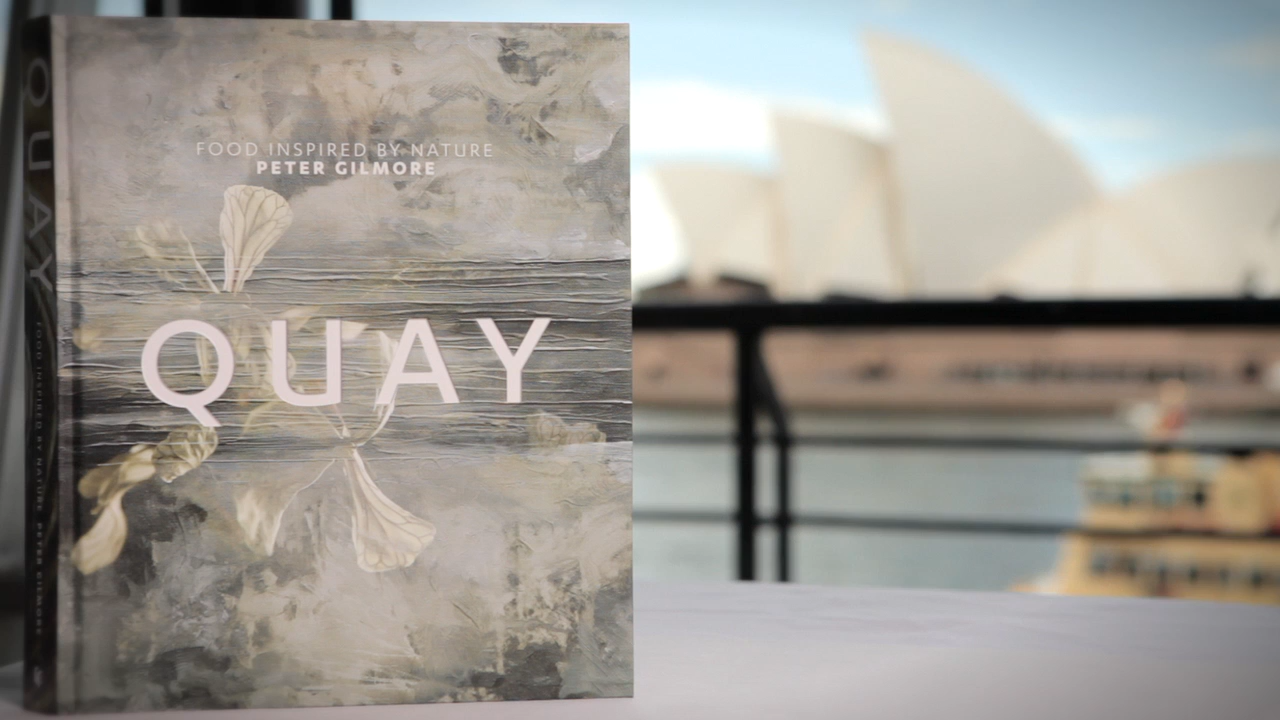 FOOD INSPIRED BY NATURE
PETER GILMORE
QUAY
QUAY
FOOD INSPIRED BY NATURE PETER GILMORE